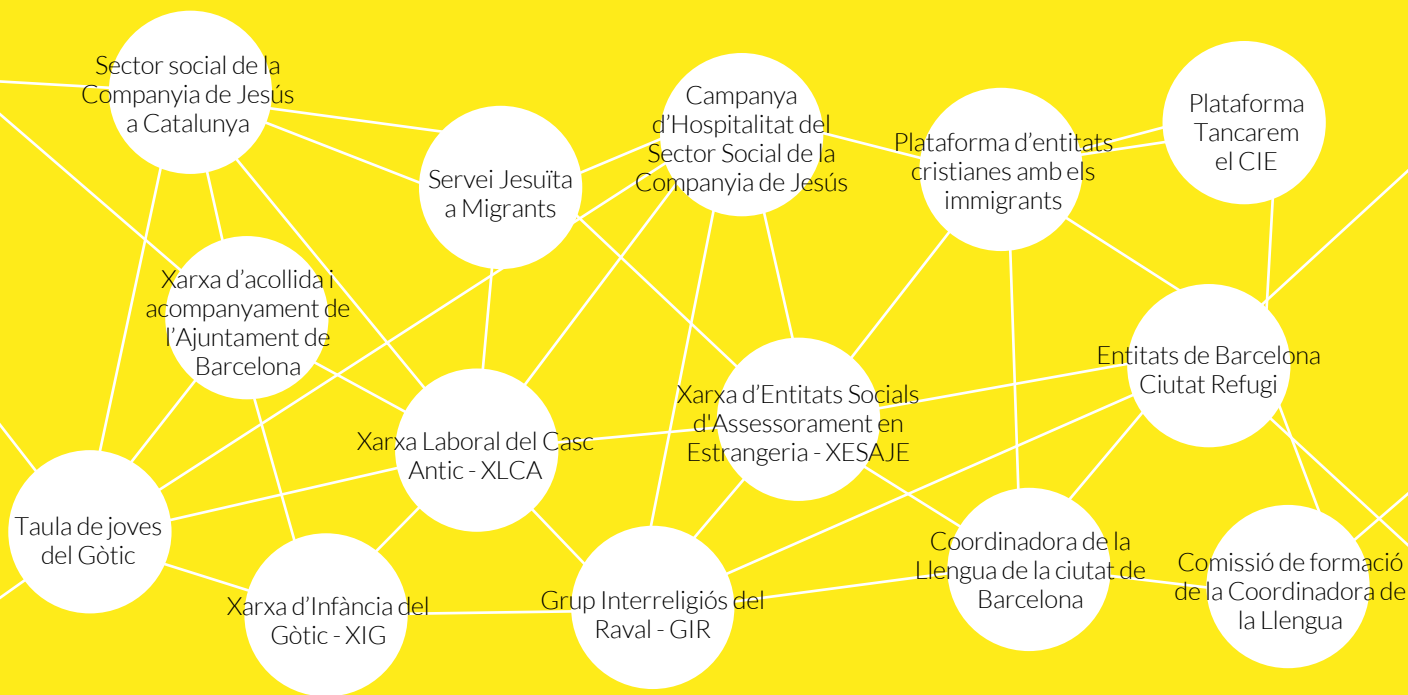 Sector social de la
Companyia de Jesús
a Catalunya
Servei Jesuïta
a Migrants
Campanya
d’Hospitalitat del
Sector Social de la
Companyia de Jesús
Plataforma d’entitats
cristianes amb els
immigrants
Plataforma
Tancarem
el CIE
Xarxa d’acollida i
acompanyament de
l’Ajuntament de
Barcelona
Xarxa Laboral del Casc
Antic - XLCA
Xarxa d’Entitats Socials
d'Assessorament en
Estrangeria - XESAJE
Entitats de Barcelona
Ciutat Refugi
Taula de joves
del Gòtic
Xarxa d’Infància del
Gòtic - XIG
Grup Interreligiós del
Raval - GIR
Coordinadora de la
Llengua de la ciutat de
Barcelona
Comissió de formació
de la Coordinadora de
la Llengua